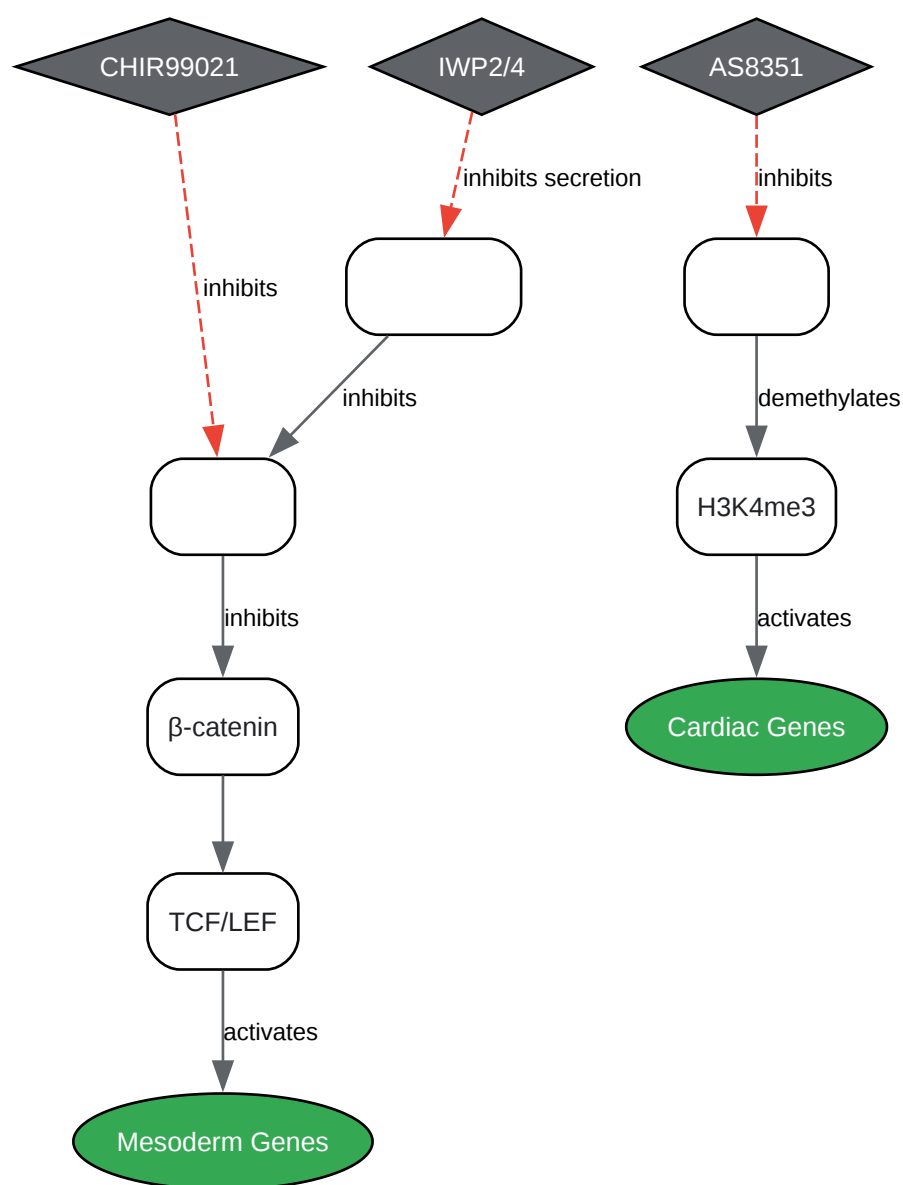 CHIR99021
IWP2/4
AS8351
inhibits secretion
inhibits
inhibits
inhibits
demethylates
H3K4me3
inhibits
activates
β-catenin
Cardiac Genes
TCF/LEF
activates
Mesoderm Genes